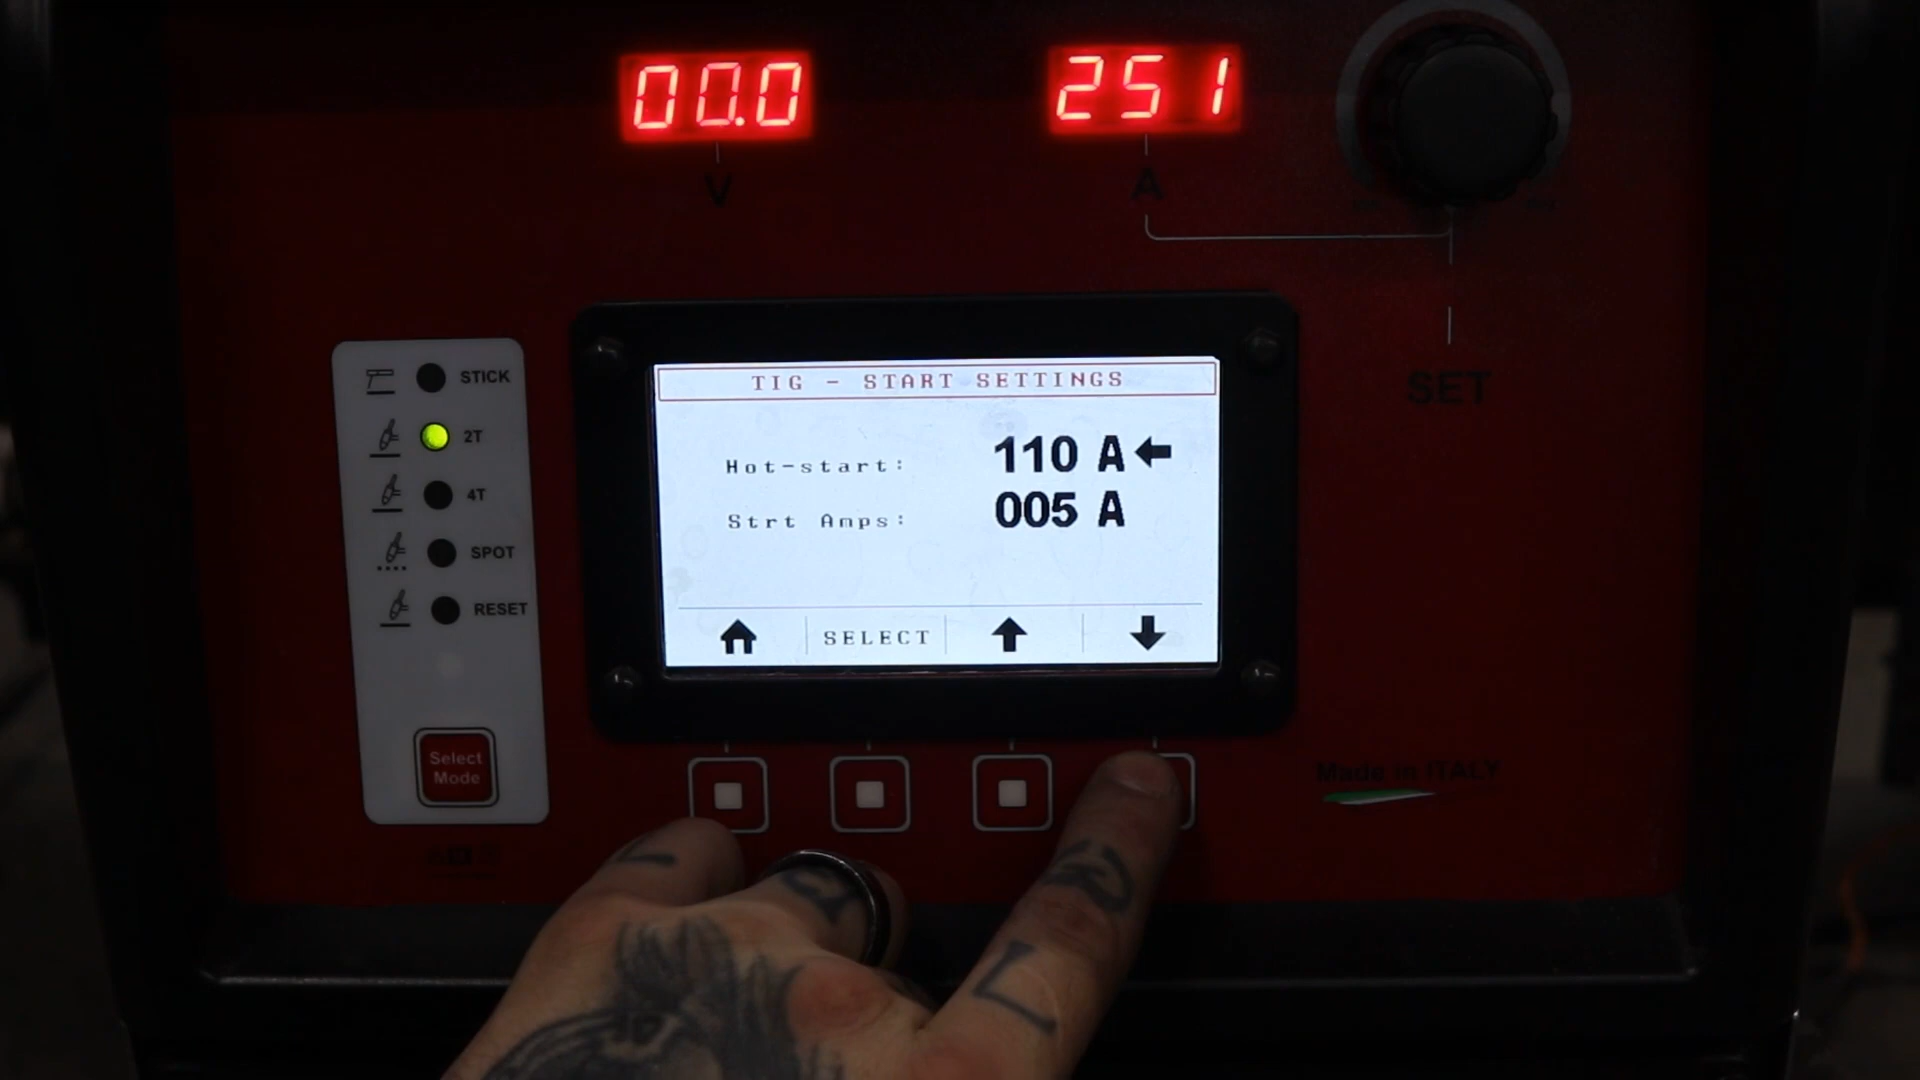 00.0
251
V
A
SET
STICK
2T
4T
SPOT
RESET
Select
Mode
TIG - START SETTINGS
Hot-start: 110 A
Strt Amps: 005 A
SELECT
Made in ITALY